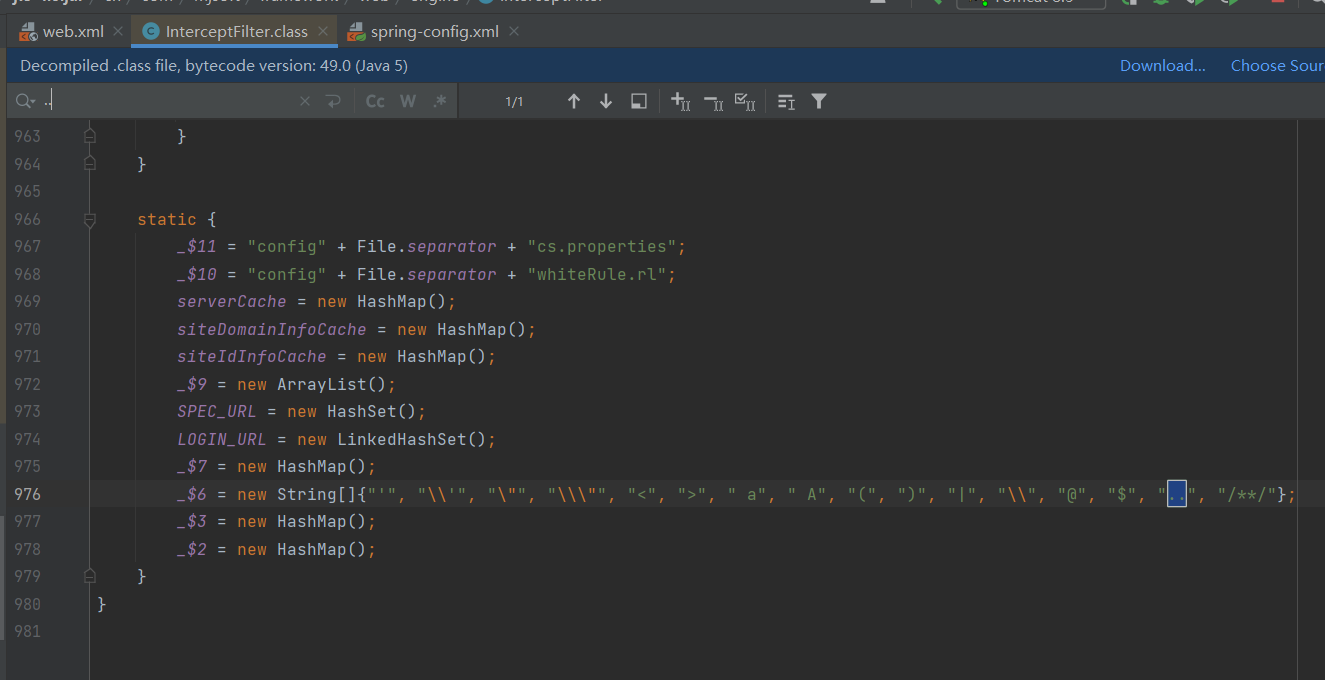 web.xml InterceptFilter.class spring-config.xml
Decompiled .class file, bytecode version: 49.0 (Java 5) Download... Choose Sour
.. Cc W .* 1/1
963 }
964 }
965
966 static {
967 _$11 = "config" + File.separator + "cs.properties";
968 _$10 = "config" + File.separator + "whiteRule.rl";
969 serverCache = new HashMap();
970 siteDomainInfoCache = new HashMap();
971 siteIdInfoCache = new HashMap();
972 _$9 = new ArrayList();
973 SPEC_URL = new HashSet();
974 LOGIN_URL = new LinkedHashSet();
975 _$7 = new HashMap();
976 _$6 = new String[]{"'", "\\'", "\"", "\\\"", "<", ">", " a", " A", "(", ")", "|", "\\", "@", "$", "..", "/**/"};
977 _$3 = new HashMap();
978 _$2 = new HashMap();
979 }
980 }
981